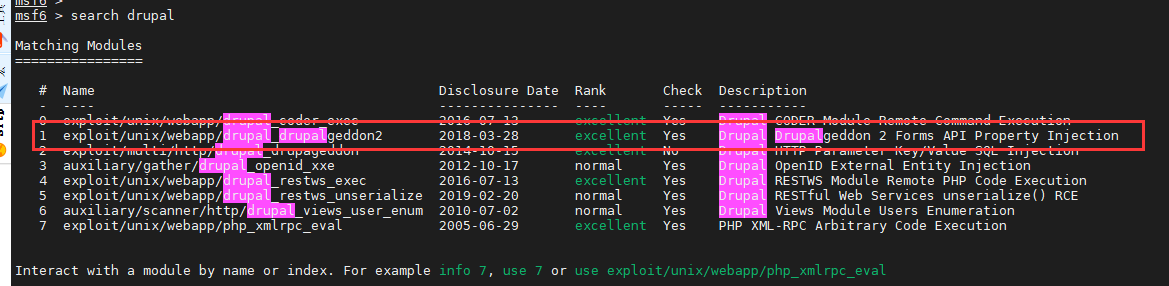 msf6 >
msf6 > search drupal
Matching Modules
================
# Name Disclosure Date Rank Check Description
- ---- --------------- ---- ----- -----------
0 exploit/unix/webapp/drupal_coder_exec 2016-07-13 excellent Yes Drupal CODER Module Remote Command Execution
1 exploit/unix/webapp/drupal_drupalgeddon2 2018-03-28 excellent Yes Drupal Drupalgeddon 2 Forms API Property Injection
2 exploit/multi/http/drupal_drupageddon 2014-10-15 excellent No Drupal HTTP Parameter Key/Value SQL Injection
3 auxiliary/gather/drupal_openid_xxe 2012-10-17 normal Yes Drupal OpenID External Entity Injection
4 exploit/unix/webapp/drupal_restws_exec 2016-07-13 excellent Yes Drupal RESTWS Module Remote PHP Code Execution
5 exploit/unix/webapp/drupal_restws_unserialize 2019-02-20 normal Yes Drupal RESTful Web Services unserialize() RCE
6 auxiliary/scanner/http/drupal_views_user_enum 2010-07-02 normal Yes Drupal Views Module Users Enumeration
7 exploit/unix/webapp/php_xmlrpc_eval 2005-06-29 excellent Yes PHP XML-RPC Arbitrary Code Execution
Interact with a module by name or index. For example info 7, use 7 or use exploit/unix/webapp/php_xmlrpc_eval